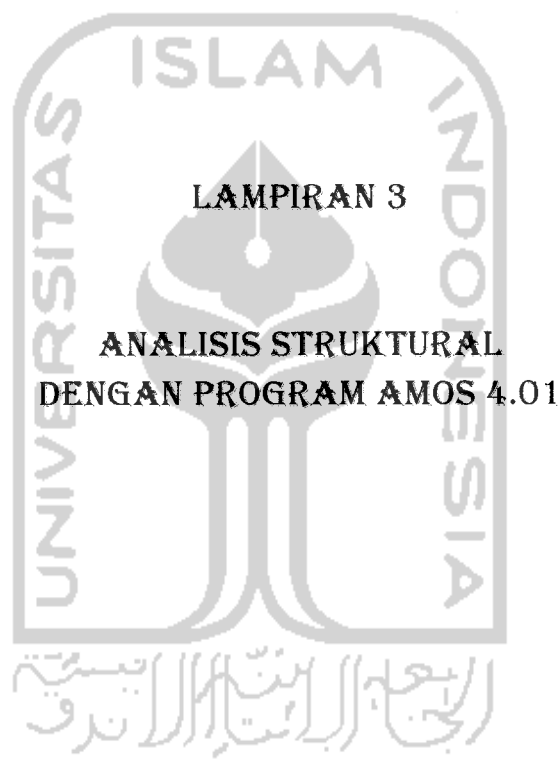 ISLAM
UNIVERSITAS
INDONESIA
LAMPIRAN 3
ANALISIS STRUKTURAL
DENGAN PROGRAM AMOS 4.01